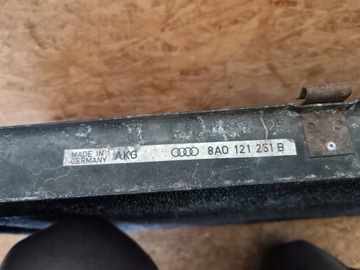 MADE IN
GERMANY AKG 8A0 121 251 B